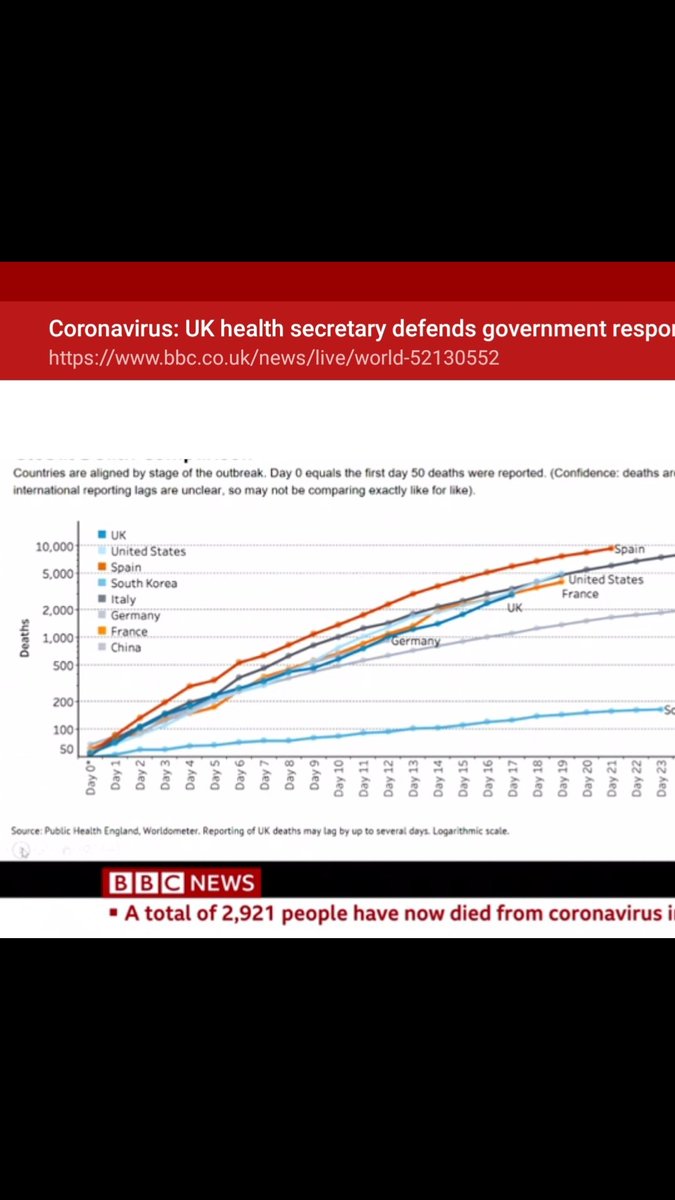 Coronavirus: UK health secretary defends government
https://www.bbc.co.uk/news/live/world-52130552
Countries are aligned by stage of the outbreak. Day 0 equals the first day 50 deaths were reported. (Confidence: deaths
international reporting lags are unclear, so may not be comparing exactly like for like).
UK
United States
Spain
South Korea
Italy
Germany
France
China
Deaths
10,000
5,000
2,000
1,000
500
200
100
50
Spain
United States
France
UK
Germany
Day 0*
Day 1
Day 2
Day 3
Day 4
Day 5
Day 6
Day 7
Day 8
Day 9
Day 10
Day 11
Day 12
Day 13
Day 14
Day 15
Day 16
Day 17
Day 18
Day 19
Day 20
Day 21
Day 22
Day 23
Source: Public Health England, Worldometer. Reporting of UK deaths may lag by up to several days. Logarithmic scale.
BBC NEWS
▪ A total of 2,921 people have now died from coronavirus